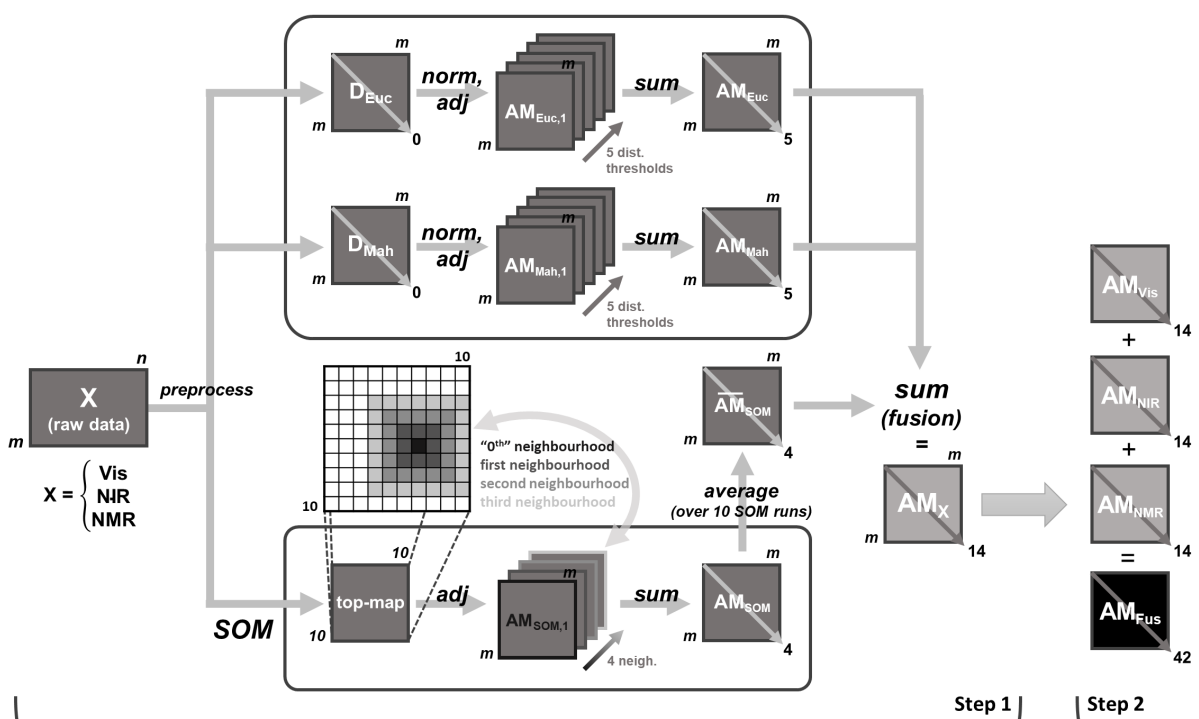 m
D_Euc
m
0
norm,
adj
m
AM_Euc,1
m
5 dist.
thresholds
sum
m
AM_Euc
m
5
m
D_Mah
m
0
norm,
adj
m
AM_Mah,1
m
5 dist.
thresholds
sum
m
AM_Mah
m
5
n
X
(raw data)
m
preprocess
X = {
Vis
NIR
NMR
10
10
"0th" neighbourhood
first neighbourhood
second neighbourhood
third neighbourhood
SOM
10
top-map
10
adj
m
AM_SOM,1
m
4 neigh.
sum
m
AM_SOM
m
4
average
(over 10 SOM runs)
m
A̅M̅_SOM
m
4
sum
(fusion)
=
m
AM_X
m
14
AM_Vis
14
+
AM_NIR
14
+
AM_NMR
14
=
AM_Fus
42
Step 1
Step 2